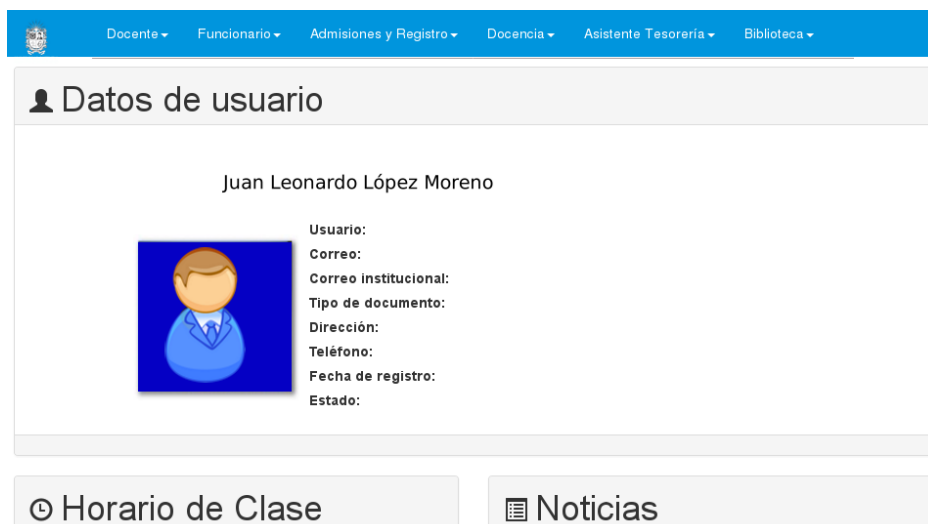 Docente Funcionario Admisiones y Registro Docencia Asistente Tesorería Biblioteca
Datos de usuario
Juan Leonardo López Moreno
Usuario:
Correo:
Correo institucional:
Tipo de documento:
Dirección:
Teléfono:
Fecha de registro:
Estado:
Horario de Clase
Noticias